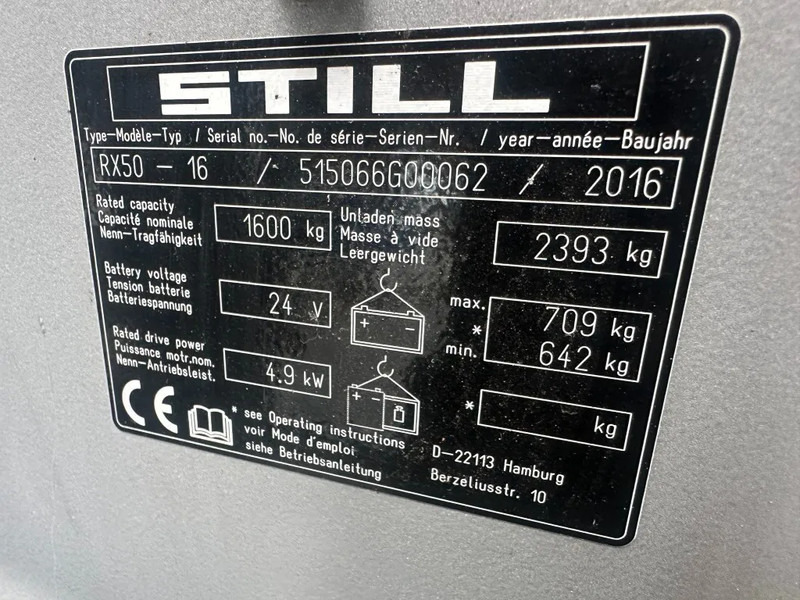 STILL
Type-Modèle-Typ / Serial no.-No. de série-Serien-Nr. / year-année-Baujahr
RX50 - 16 / 515066G00062 / 2016
Rated capacity
Capacité nominale
Nenn-Tragfähigkeit
1600 kg
Unladen mass
Masse à vide
Leergewicht
2393 kg
Battery voltage
Tension batterie
Batteriespannung
24 V
+ -
max. 709 kg
*
min. 642 kg
Rated drive power
Puissance motr.nom.
Nenn-Antriebsleist.
4.9 kW
+ -
* kg
CE
* see Operating instructions
voir Mode d'emploi
siehe Betriebsanleitung
D-22113 Hamburg
Berzeliusstr. 10